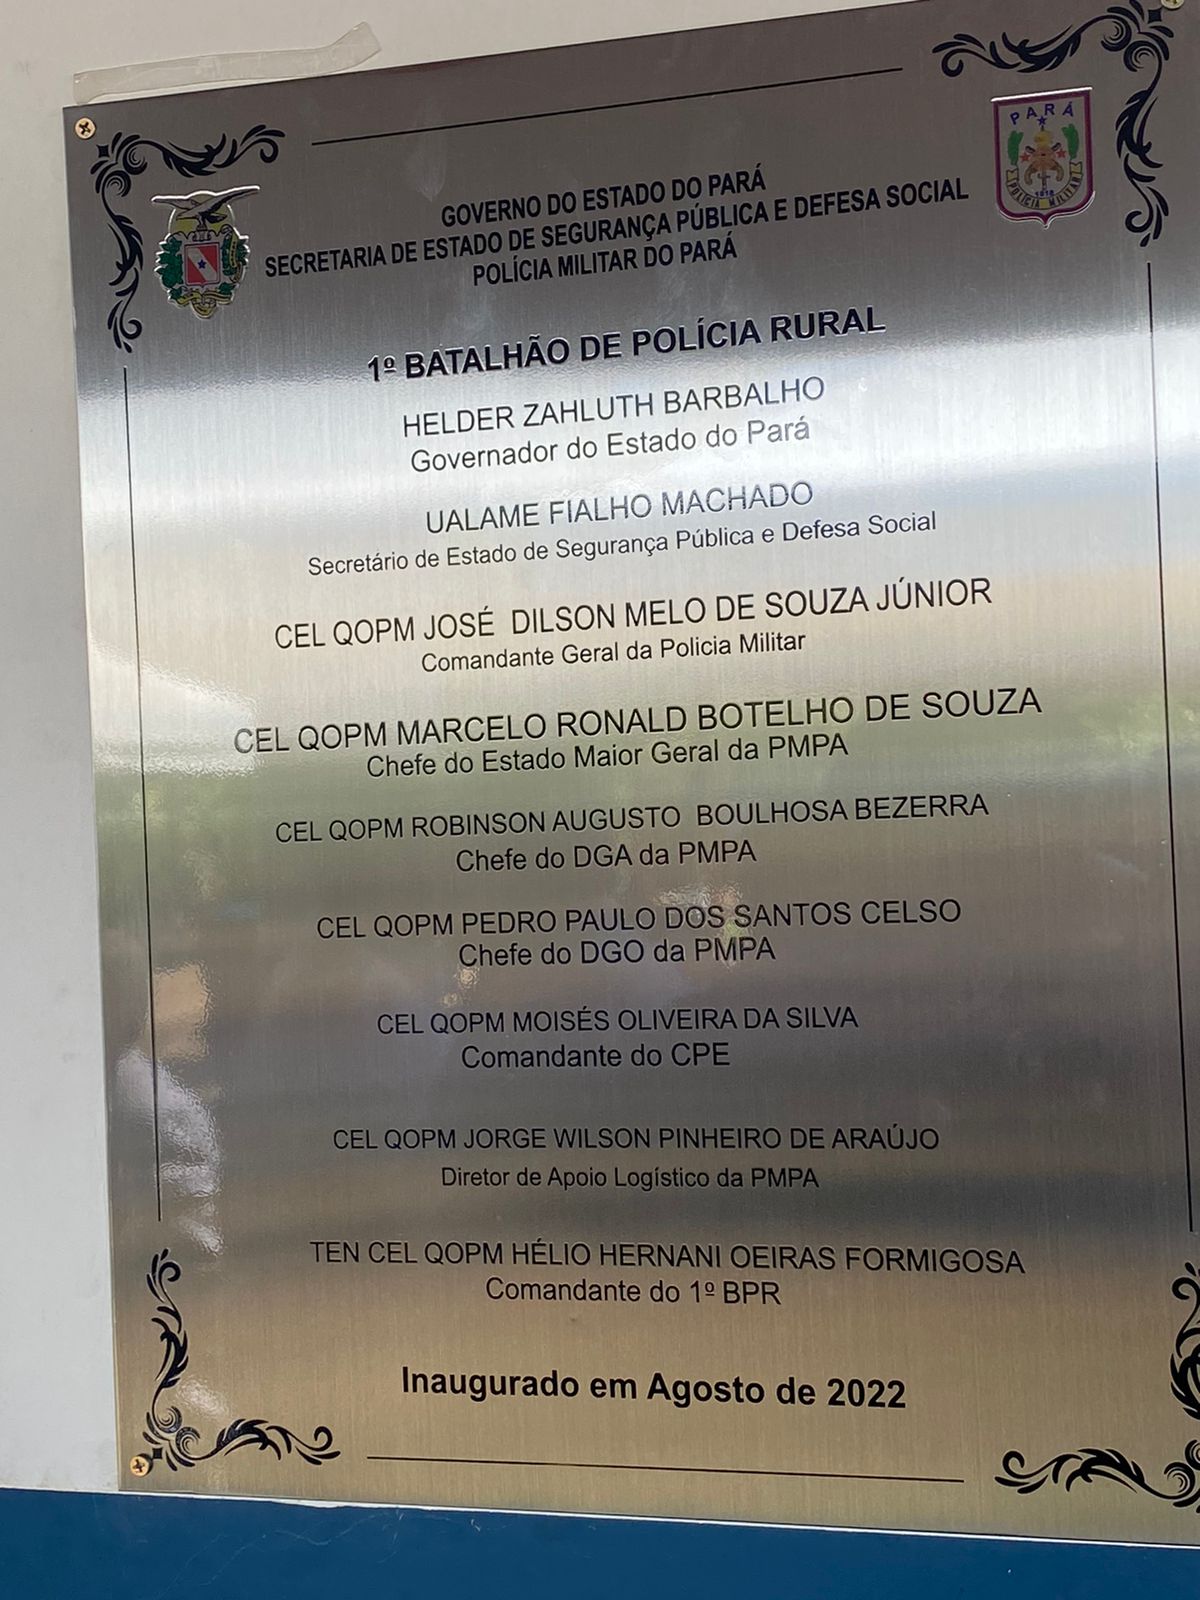 PARÁ
1818
POLÍCIA MILITAR
GOVERNO DO ESTADO DO PARÁ
SECRETARIA DE ESTADO DE SEGURANÇA PÚBLICA E DEFESA SOCIAL
POLÍCIA MILITAR DO PARÁ
1º BATALHÃO DE POLÍCIA RURAL
HELDER ZAHLUTH BARBALHO
Governador do Estado do Pará
UALAME FIALHO MACHADO
Secretário de Estado de Segurança Pública e Defesa Social
CEL QOPM JOSÉ DILSON MELO DE SOUZA JÚNIOR
Comandante Geral da Policia Militar
CEL QOPM MARCELO RONALD BOTELHO DE SOUZA
Chefe do Estado Maior Geral da PMPA
CEL QOPM ROBINSON AUGUSTO BOULHOSA BEZERRA
Chefe do DGA da PMPA
CEL QOPM PEDRO PAULO DOS SANTOS CELSO
Chefe do DGO da PMPA
CEL QOPM MOISÉS OLIVEIRA DA SILVA
Comandante do CPE
CEL QOPM JORGE WILSON PINHEIRO DE ARAÚJO
Diretor de Apoio Logístico da PMPA
TEN CEL QOPM HÉLIO HERNANI OEIRAS FORMIGOSA
Comandante do 1º BPR
Inaugurado em Agosto de 2022